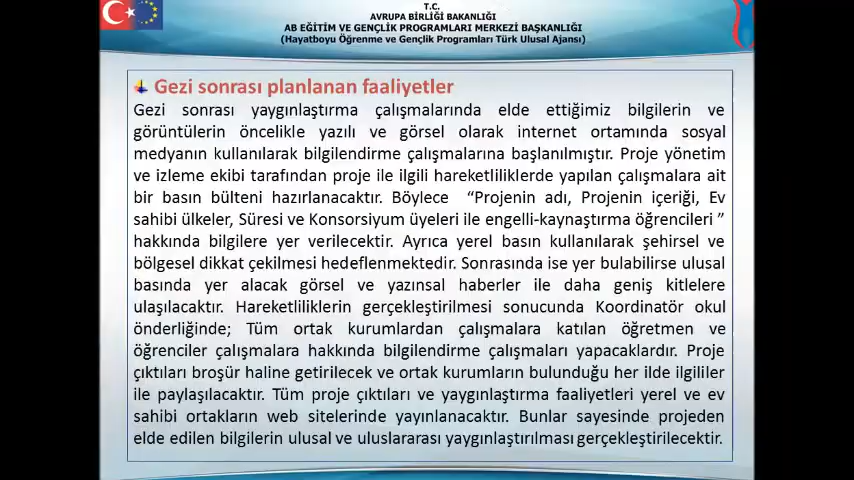 T.C.
AVRUPA BİRLİĞİ BAKANLIĞI
AB EĞİTİM VE GENÇLİK PROGRAMLARI MERKEZİ BAŞKANLIĞI
(Hayatboyu Öğrenme ve Gençlik Programları Türk Ulusal Ajansı)
Gezi sonrası planlanan faaliyetler
Gezi sonrası yaygınlaştırma çalışmalarında elde ettiğimiz bilgilerin ve
görüntülerin öncelikle yazılı ve görsel olarak internet ortamında sosyal
medyanın kullanılarak bilgilendirme çalışmalarına başlanılmıştır. Proje yönetim
ve izleme ekibi tarafından proje ile ilgili hareketliliklerde yapılan çalışmalara ait
bir basın bülteni hazırlanacaktır. Böylece “Projenin adı, Projenin içeriği, Ev
sahibi ülkeler, Süresi ve Konsorsiyum üyeleri ile engelli-kaynaştırma öğrencileri ”
hakkında bilgilere yer verilecektir. Ayrıca yerel basın kullanılarak şehirsel ve
bölgesel dikkat çekilmesi hedeflenmektedir. Sonrasında ise yer bulabilirse ulusal
basında yer alacak görsel ve yazınsal haberler ile daha geniş kitlelere
ulaşılacaktır. Hareketliliklerin gerçekleştirilmesi sonucunda Koordinatör okul
önderliğinde; Tüm ortak kurumlardan çalışmalara katılan öğretmen ve
öğrenciler çalışmalara hakkında bilgilendirme çalışmaları yapacaklardır. Proje
çıktıları broşür haline getirilecek ve ortak kurumların bulunduğu her ilde ilgililer
ile paylaşılacaktır. Tüm proje çıktıları ve yaygınlaştırma faaliyetleri yerel ve ev
sahibi ortakların web sitelerinde yayınlanacaktır. Bunlar sayesinde projeden
elde edilen bilgilerin ulusal ve uluslararası yaygınlaştırılması gerçekleştirilecektir.